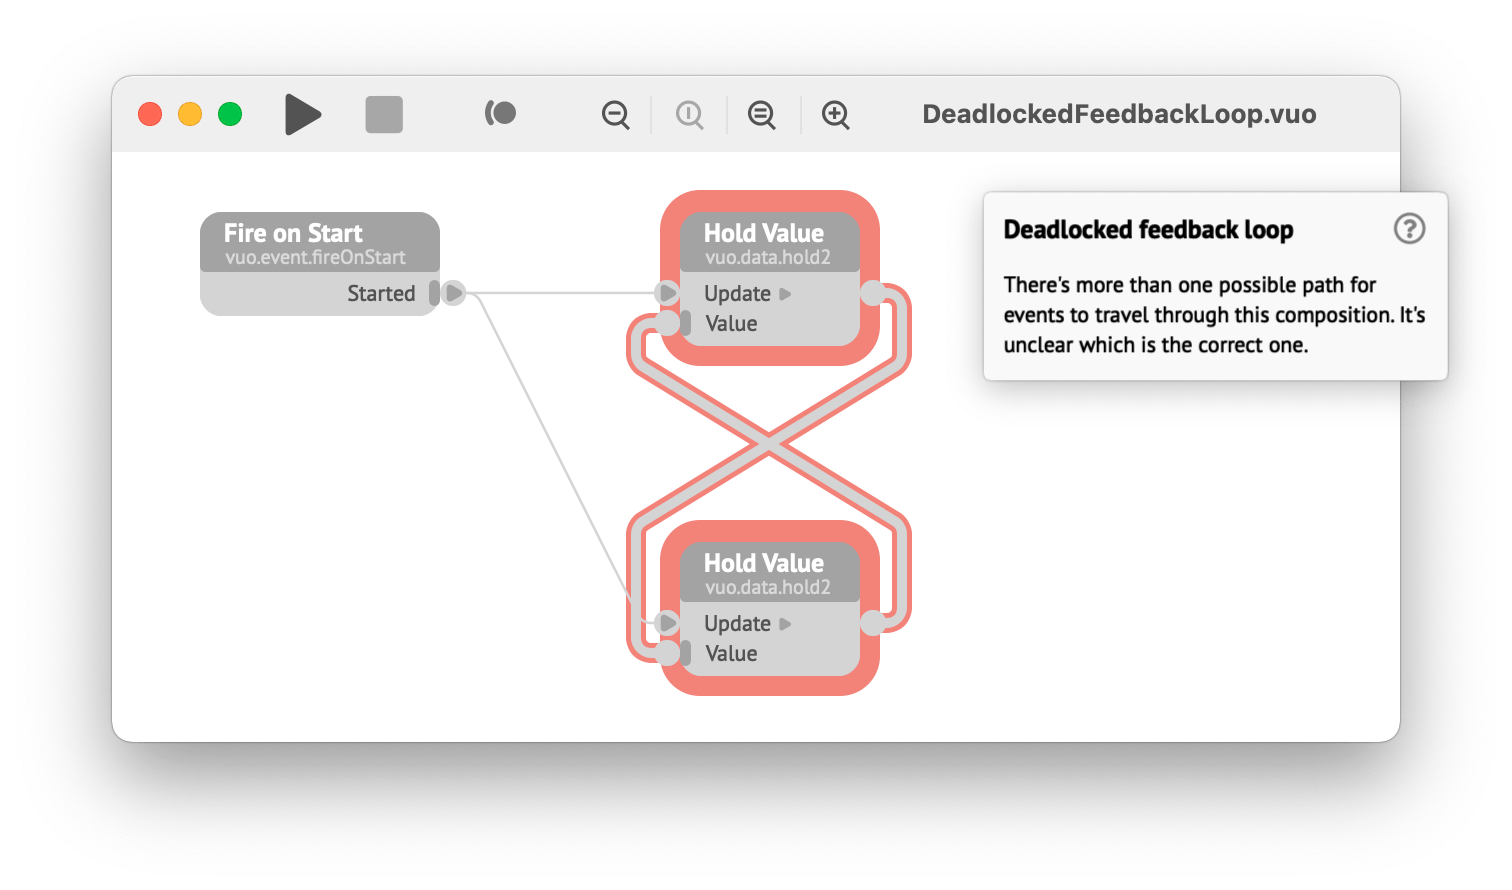 DeadlockedFeedbackLoop.vuo
Fire on Start
vuo.event.fireOnStart
Started
Hold Value
vuo.data.hold2
Update
Value
Deadlocked feedback loop
?
There's more than one possible path for
events to travel through this composition. It's
unclear which is the correct one.
Hold Value
vuo.data.hold2
Update
Value